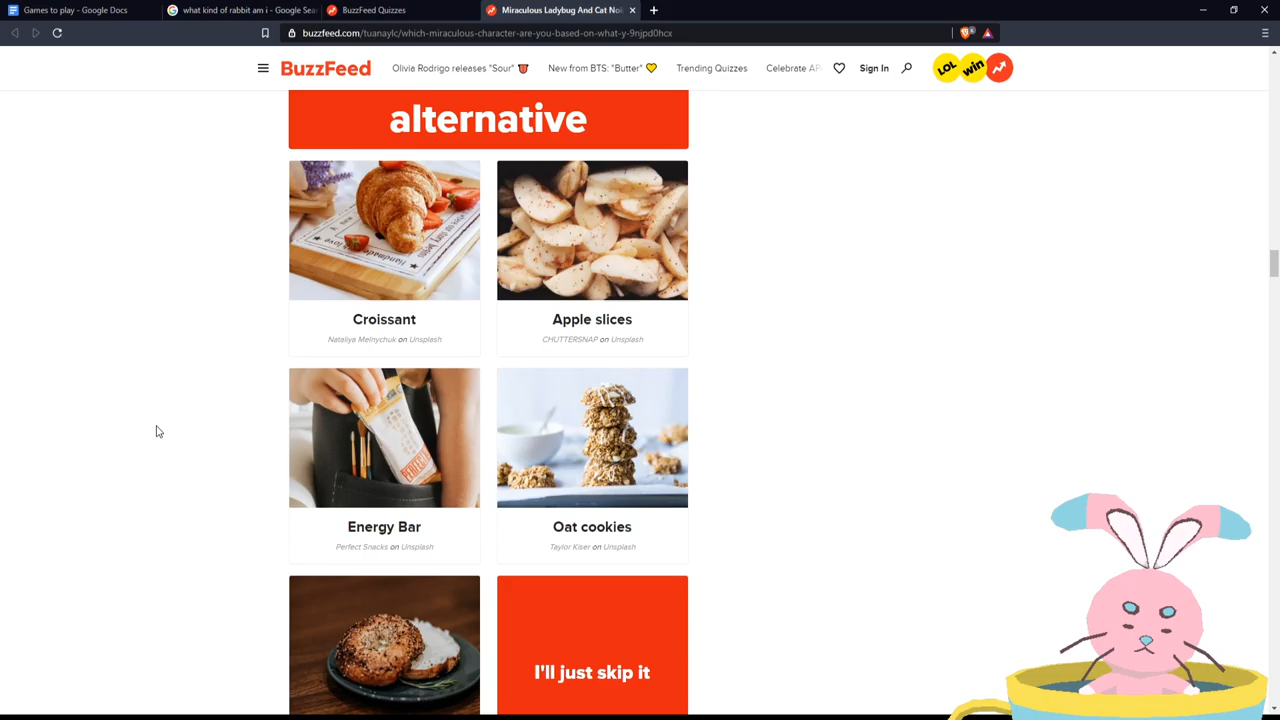 Games to play - Google Docs
what kind of rabbit am i - Google Sea
BuzzFeed Quizzes
Miraculous Ladybug And Cat Noi
buzzfeed.com/tuanaylc/which-miraculous-character-are-you-based-on-what-y-9njpd0hcx
BuzzFeed
Olivia Rodrigo releases "Sour"
New from BTS: "Butter"
Trending Quizzes
Celebrate AP
Sign In
LOL
win
alternative
Croissant
Nataliya Melnychuk on Unsplash
Apple slices
CHUTTERSNAP on Unsplash
Energy Bar
Perfect Snacks on Unsplash
Oat cookies
Taylor Kiser on Unsplash
I'll just skip it